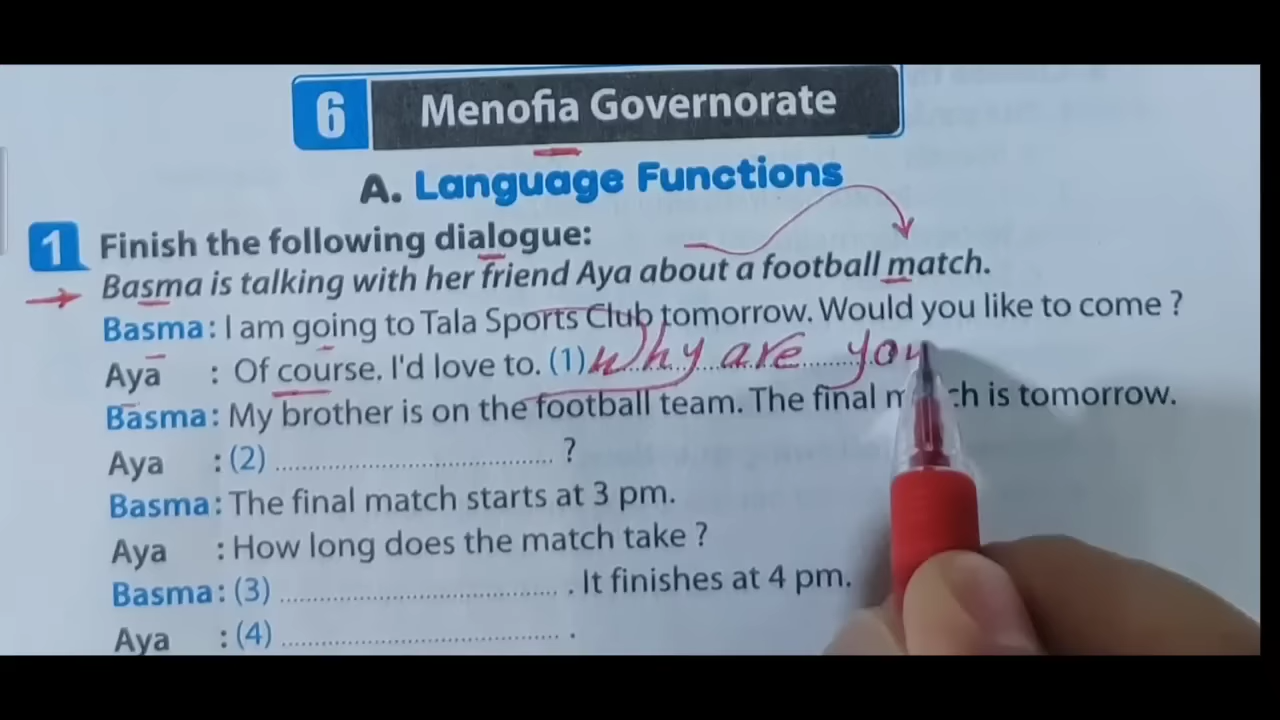 6 Menofia Governorate
A. Language Functions
1 Finish the following dialogue:
Basma is talking with her friend Aya about a football match.
Basma: I am going to Tala Sports Club tomorrow. Would you like to come ?
Aya : Of course. I'd love to. (1) Why are you
Basma: My brother is on the football team. The final is tomorrow.
Aya : (2) ........................................ ?
Basma: The final match starts at 3 pm.
Aya : How long does the match take ?
Basma: (3) ........................................ . It finishes at 4 pm.
Aya : (4) ........................................ .